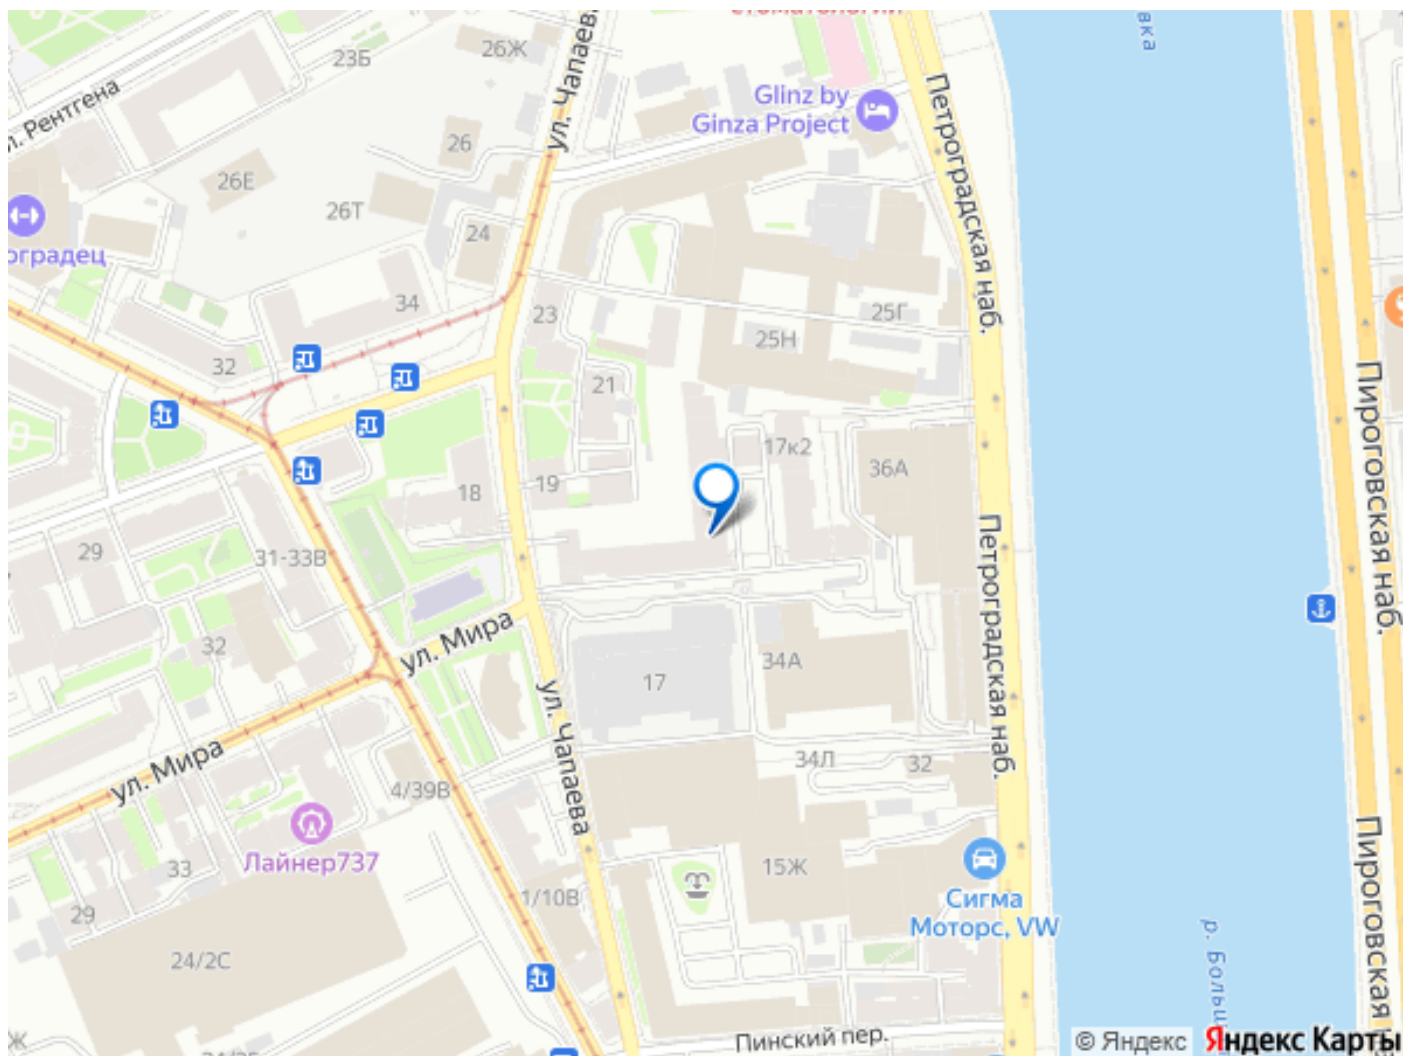 стоматологии
26Ж
23Б
ул. Чапаева
Glinz by
Ginza Project
Петроградская наб.
л. Рентгена
26
26Е
26Т
24
оградец
34
23
25Г
25Н
32
21
Пироговская наб.
17к2
36А
18
19
29
31-33В
Петроградская наб.
ул. Мира
32
34А
17
ул. Чапаева
ул. Мира
34Л
32
4/39В
Лайнер737
33
15Ж
1/10В
29
Сигма
Моторс, VW
24/2С
Пироговская н
р. Больш
Пинский пер.
© Яндекс
Яндекс Карты